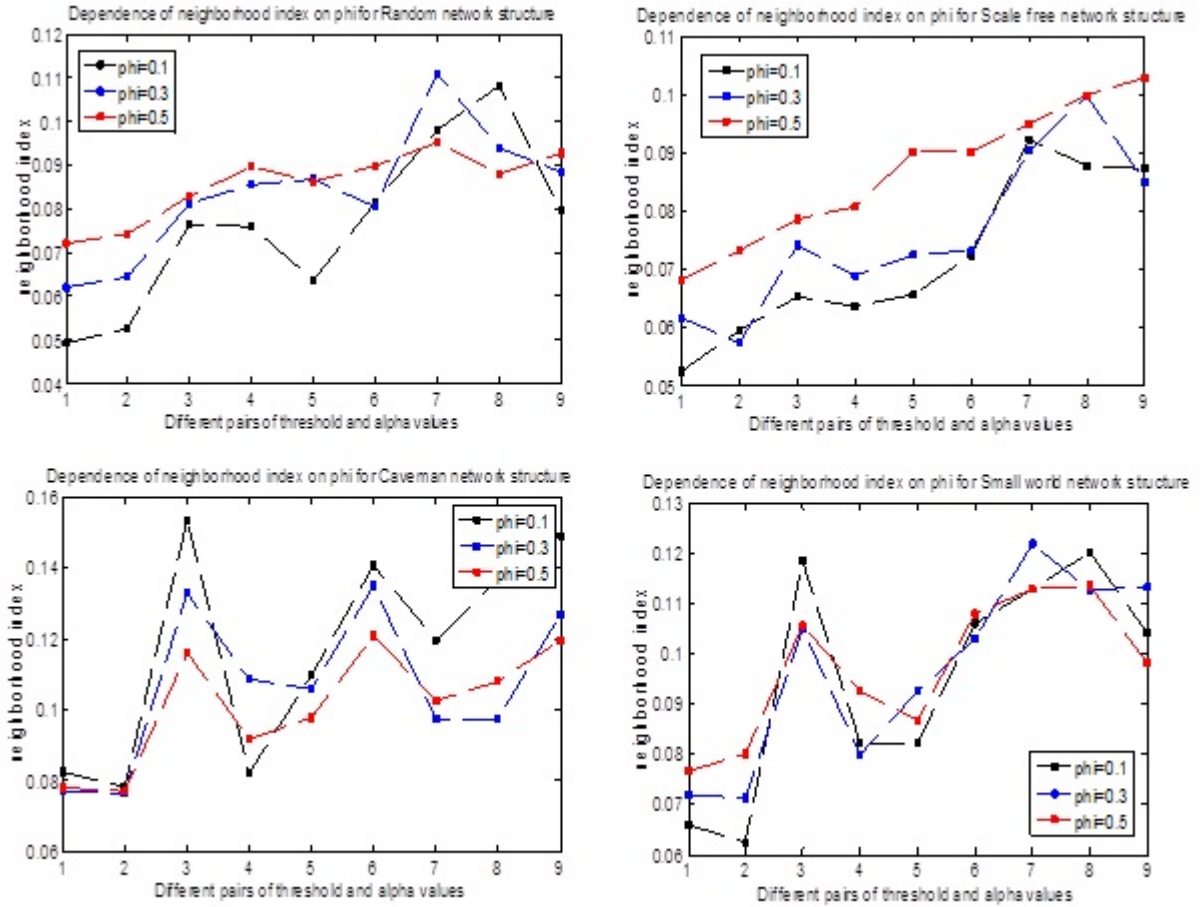 Dependence of neighborhood index on phi for Random network structure
0.12
0.11
0.1
0.09
0.08
0.07
0.06
0.05
0.04
neighborhood index
phi=0.1
phi=0.3
phi=0.5
1 2 3 4 5 6 7 8 9
Different pairs of threshold and alpha values
Dependence of neighborhood index on phi for Scale free network structure
0.11
0.1
0.09
0.08
0.07
0.06
0.05
neighborhood index
phi=0.1
phi=0.3
phi=0.5
1 2 3 4 5 6 7 8 9
Different pairs of threshold and alpha values
Dependence of neighborhood index on phi for Caveman network structure
0.16
0.14
0.12
0.1
0.08
0.06
neighborhood index
phi=0.1
phi=0.3
phi=0.5
1 2 3 4 5 6 7 8 9
Different pairs of threshold and alpha values
Dependence of neighborhood index on phi for Small world network structure
0.13
0.12
0.11
0.1
0.09
0.08
0.07
0.06
neighborhood index
phi=0.1
phi=0.3
phi=0.5
1 2 3 4 5 6 7 8 9
Different pairs of threshold and alpha values